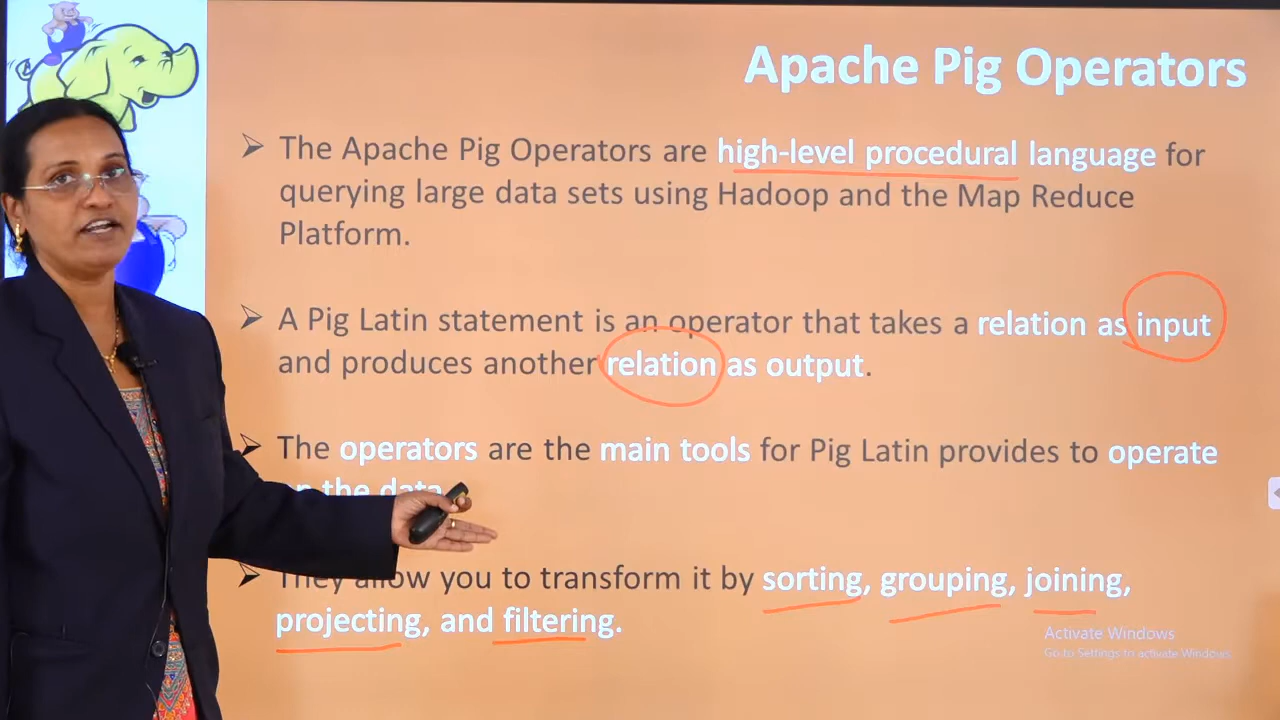 Apache Pig Operators
The Apache Pig Operators are high-level procedural language for
querying large data sets using Hadoop and the Map Reduce
Platform.
A Pig Latin statement is an operator that takes a relation as input
and produces another relation as output.
The operators are the main tools for Pig Latin provides to operate
on the data.
They allow you to transform it by sorting, grouping, joining,
projecting, and filtering.
Activate Windows
Go to Settings to activate Windows.